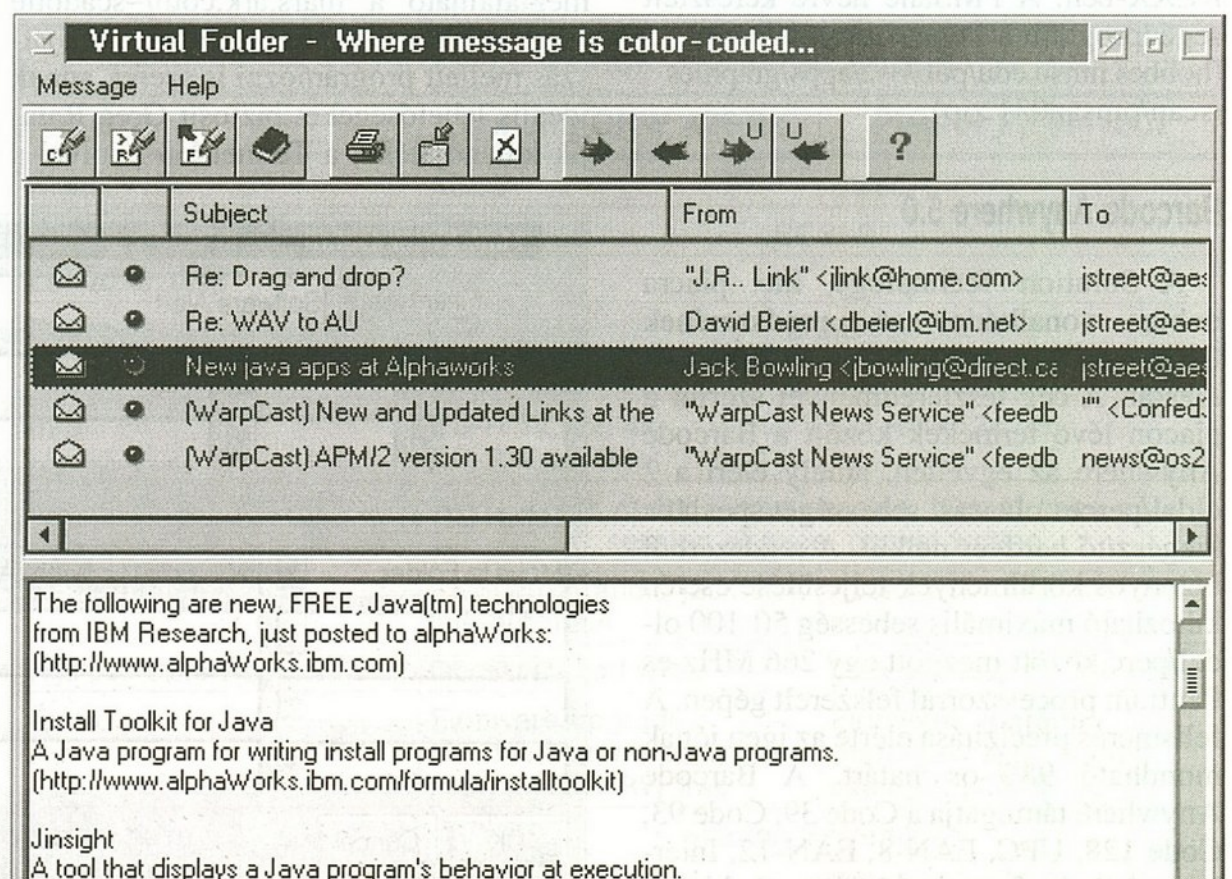 Virtual Folder - Where message is color-coded...
Message Help
C R F U U ?
Subject From To
Re: Drag and drop? "J.R.. Link" <jlink@home.com> jstreet@aes
Re: WAV to AU David Beierl <dbeierl@ibm.net> jstreet@aes
New java apps at Alphaworks Jack Bowling <jbowling@direct.ca jstreet@aes
(WarpCast) New and Updated Links at the "WarpCast News Service" <feedb "" <Confed
(WarpCast) APM/2 version 1.30 available "WarpCast News Service" <feedb news@os2
The following are new, FREE, Java(tm) technologies
from IBM Research, just posted to alphaWorks:
(http://www.alphaWorks.ibm.com)
Install Toolkit for Java
A Java program for writing install programs for Java or non-Java programs.
(http://www.alphaWorks.ibm.com/formula/installtoolkit)
Jinsight
A tool that displays a Java program's behavior at execution.